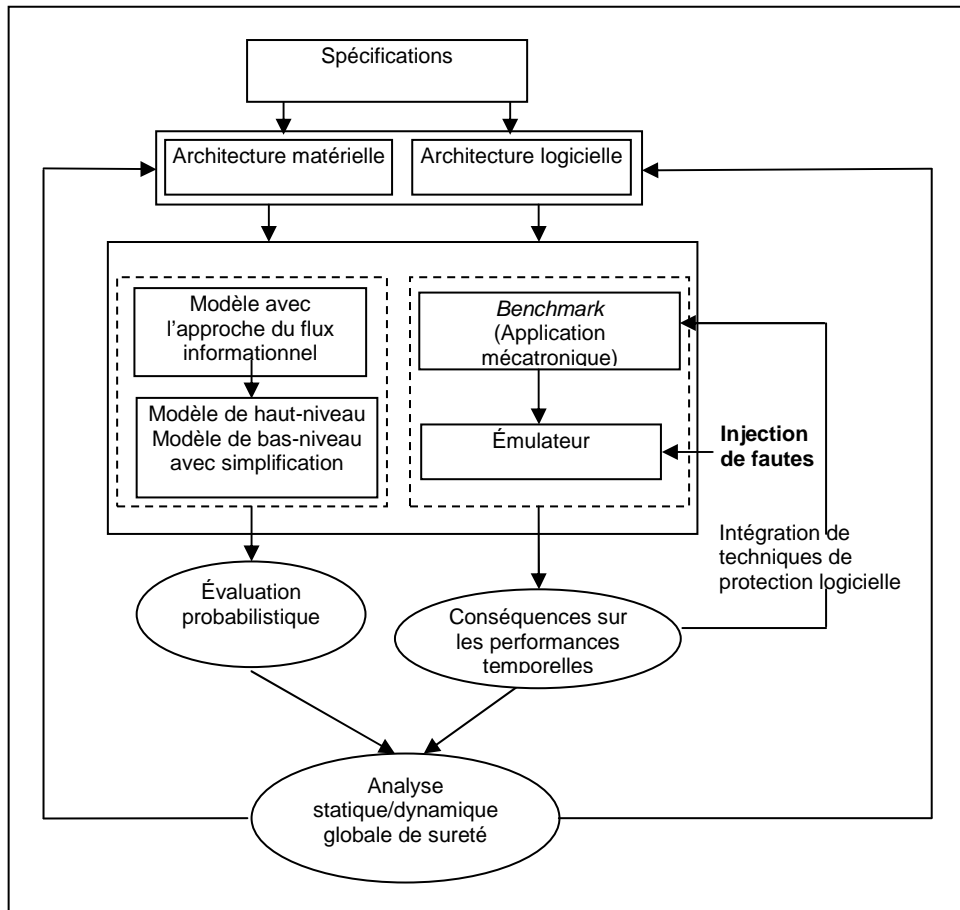 Spécifications
Architecture matérielle
Architecture logicielle
Modèle avec
l'approche du flux
informationnel
Modèle de haut-niveau
Modèle de bas-niveau
avec simplification
Benchmark
(Application
mécatronique)
Émulateur
Injection
de fautes
Intégration de
techniques de
protection logicielle
Évaluation
probabilistique
Conséquences sur
les performances
temporelles
Analyse
statique/dynamique
globale de sureté